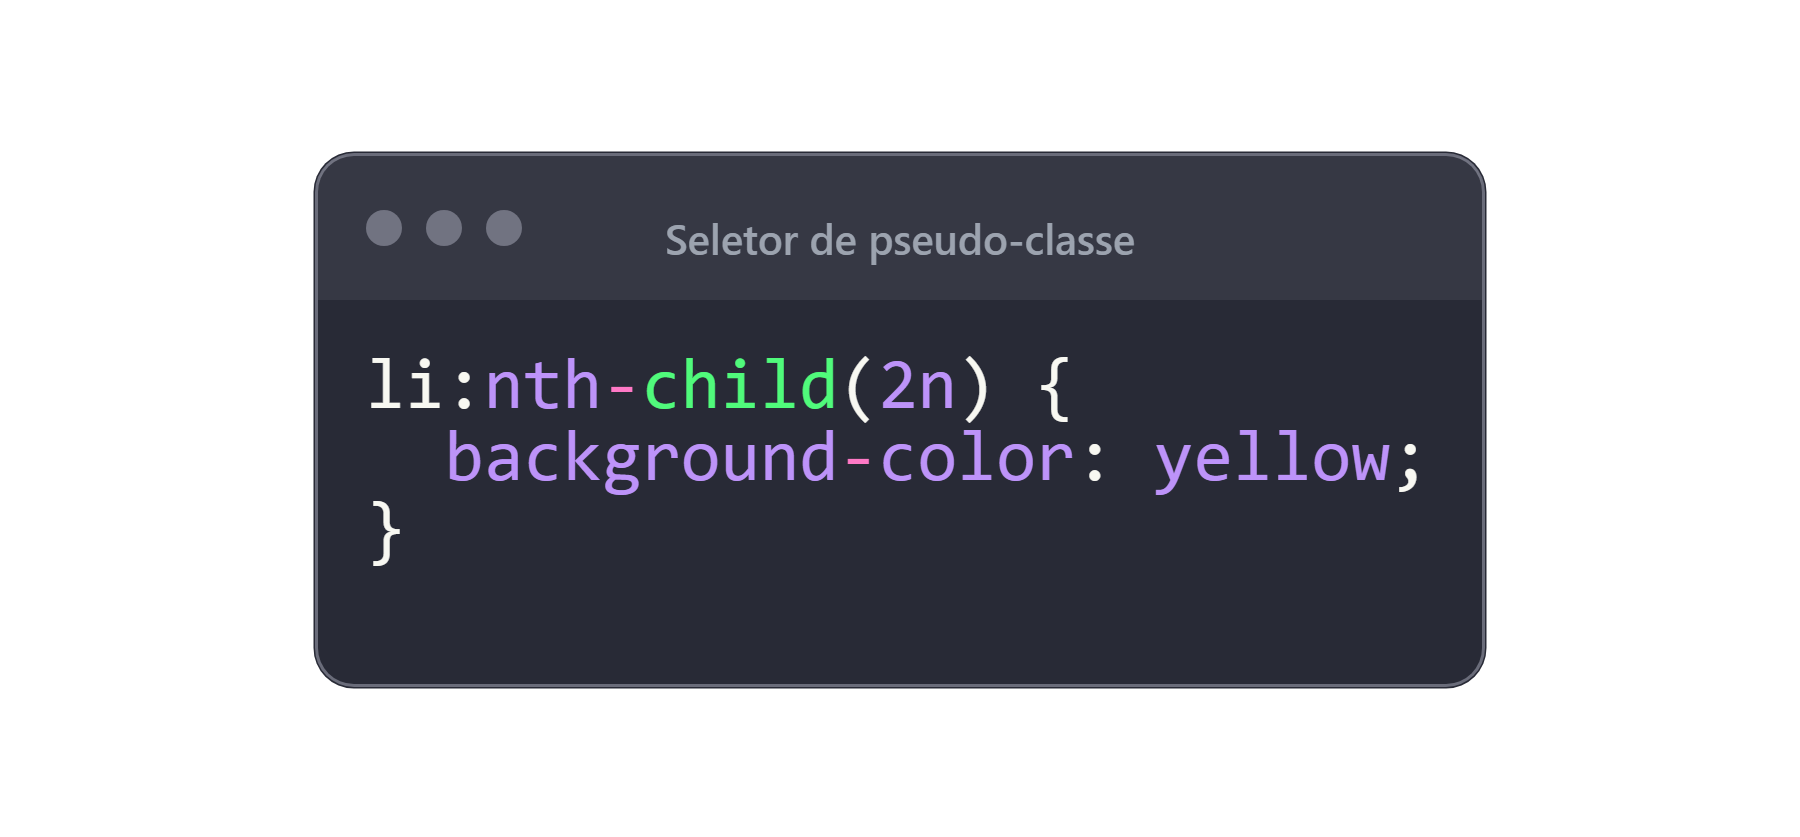 Seletor de pseudo-classe
li:nth-child(2n) {
  background-color: yellow;
}